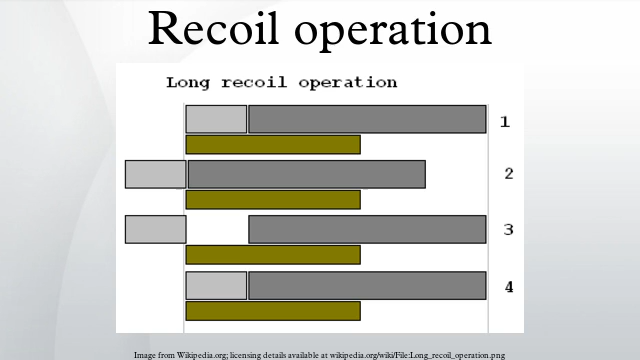 Recoil operation
Long recoil operation
1
2
3
4
Image from Wikipedia.org; licensing details available at wikipedia.org/wiki/File:Long_recoil_operation.png